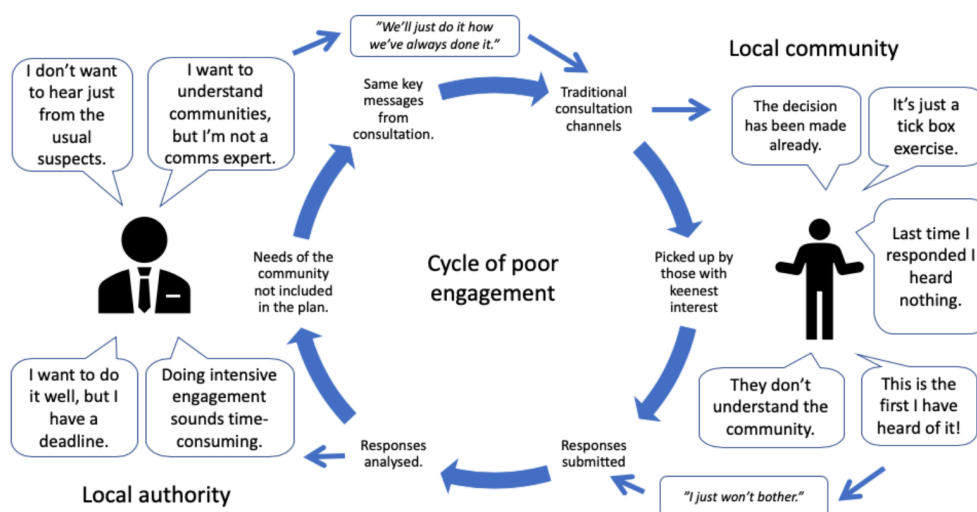 "We'll just do it how
we've always done it."
Local community
I don't want
to hear just
from the
usual
suspects.
I want to
understand
communities,
but I'm not a
comms expert.
Same key
messages
from
consultation.
Traditional
consultation
channels
The decision
has been made
already.
It's just a
tick box
exercise.
Needs of the
community
not included
in the plan.
Cycle of poor
engagement
Picked up by
those with
keenest
interest
Last time I
responded I
heard
nothing.
I want to do
it well, but I
have a
deadline.
Doing intensive
engagement
sounds time-
consuming.
They don't
understand the
community.
This is the
first I have
heard of it!
Responses
analysed.
Responses
submitted
Local authority
"I just won't bother."